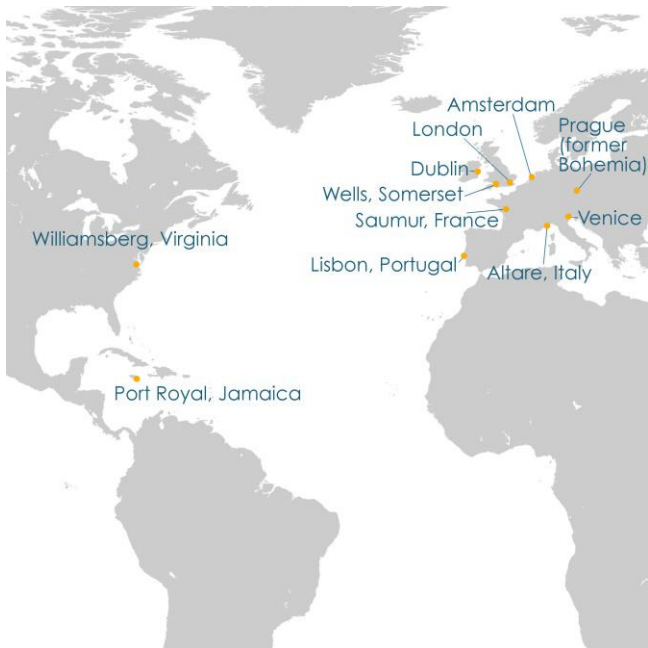 Amsterdam
London
Prague
(former
Bohemia)
Dublin
Wells, Somerset
Saumur, France
Venice
Williamsberg, Virginia
Lisbon, Portugal
Altare, Italy
Port Royal, Jamaica